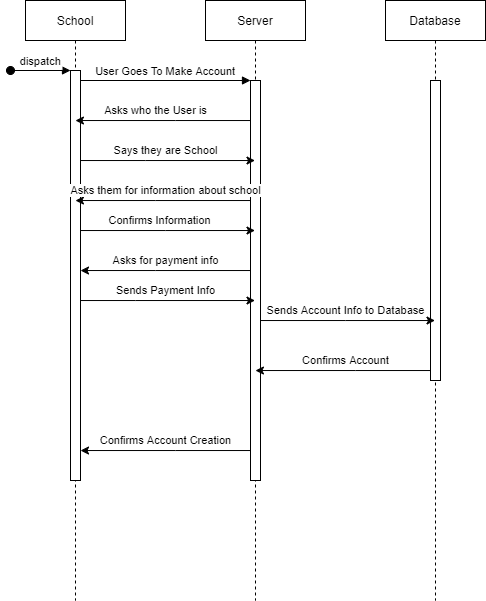 School
Server
Database
dispatch
User Goes To Make Account
Asks who the User is
Says they are School
Asks them for information about school
Confirms Information
Asks for payment info
Sends Payment Info
Sends Account Info to Database
Confirms Account
Confirms Account Creation